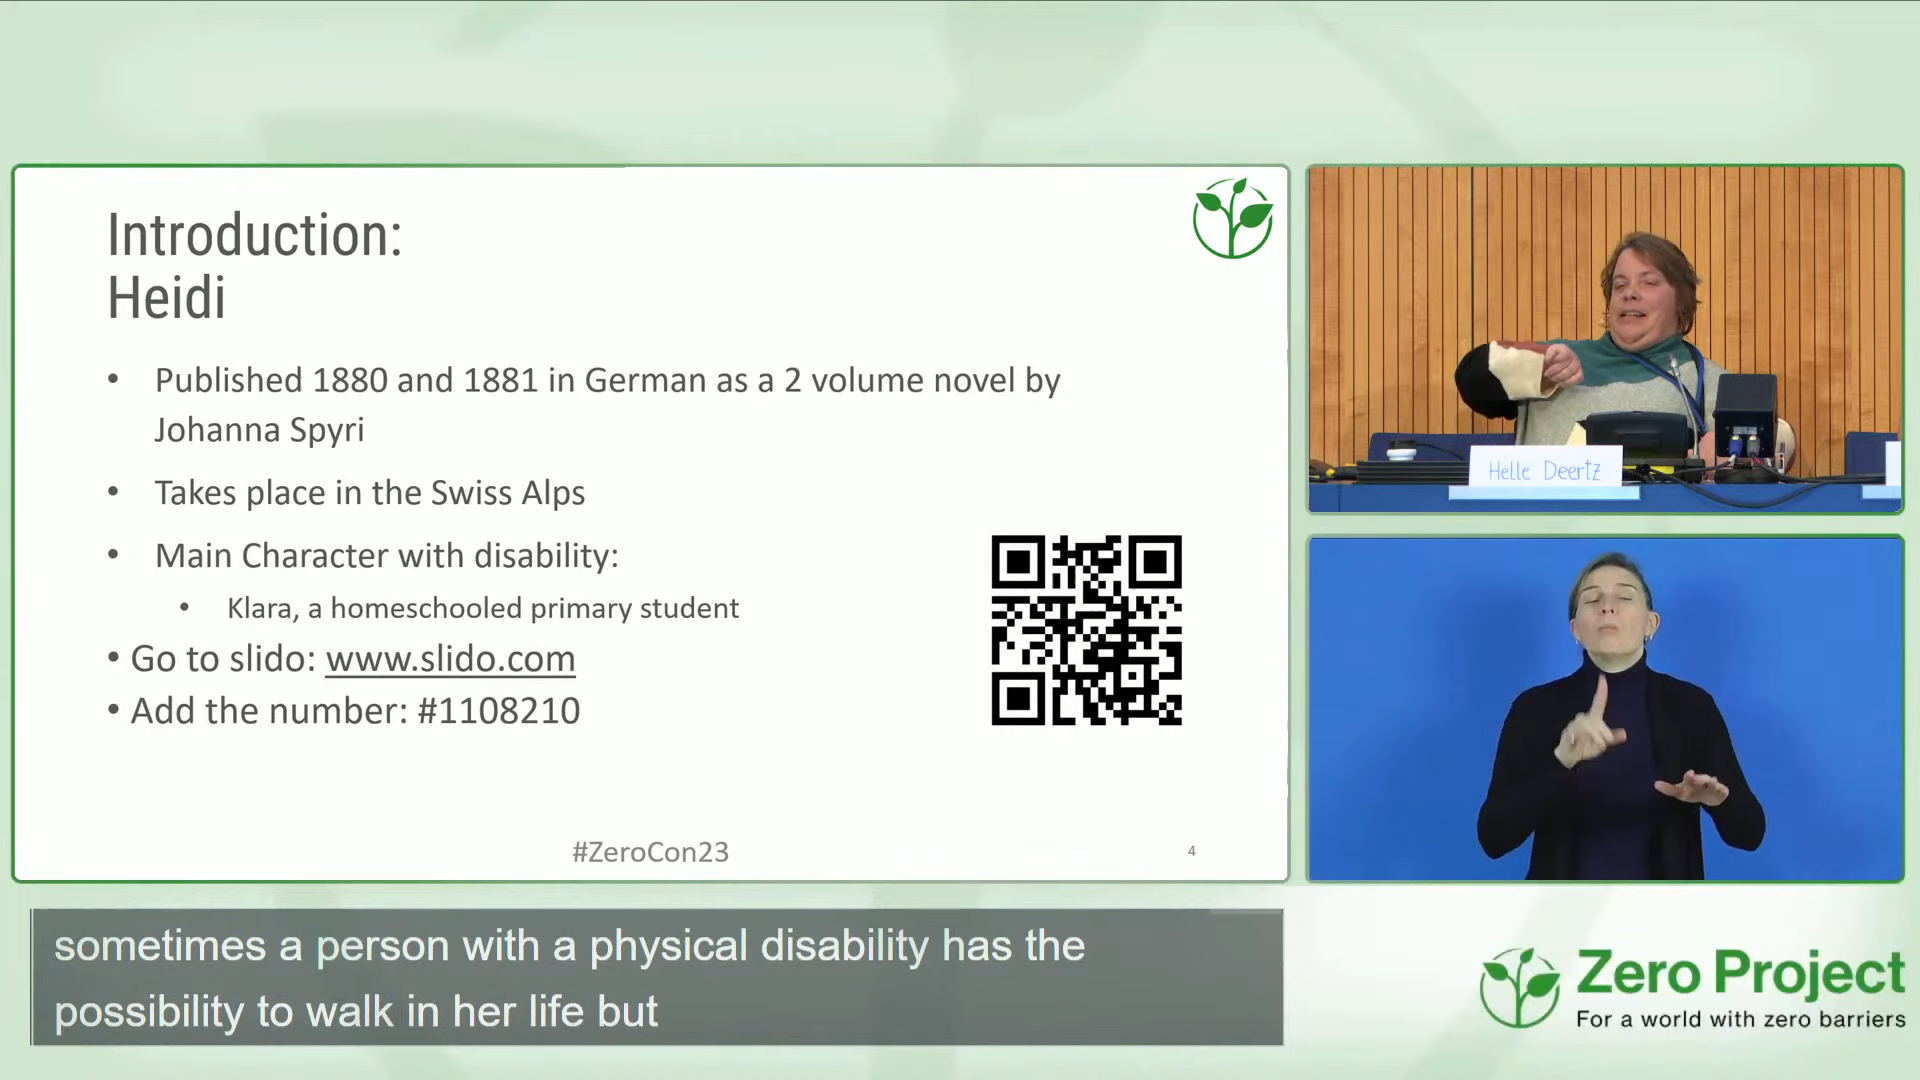 Introduction:
Heidi
• Published 1880 and 1881 in German as a 2 volume novel by
Johanna Spyri
• Takes place in the Swiss Alps
• Main Character with disability:
• Klara, a homeschooled primary student
• Go to slido: www.slido.com
• Add the number: #1108210
#ZeroCon23
4
Helle Deertz
sometimes a person with a physical disability has the
possibility to walk in her life but
Zero Project
For a world with zero barriers